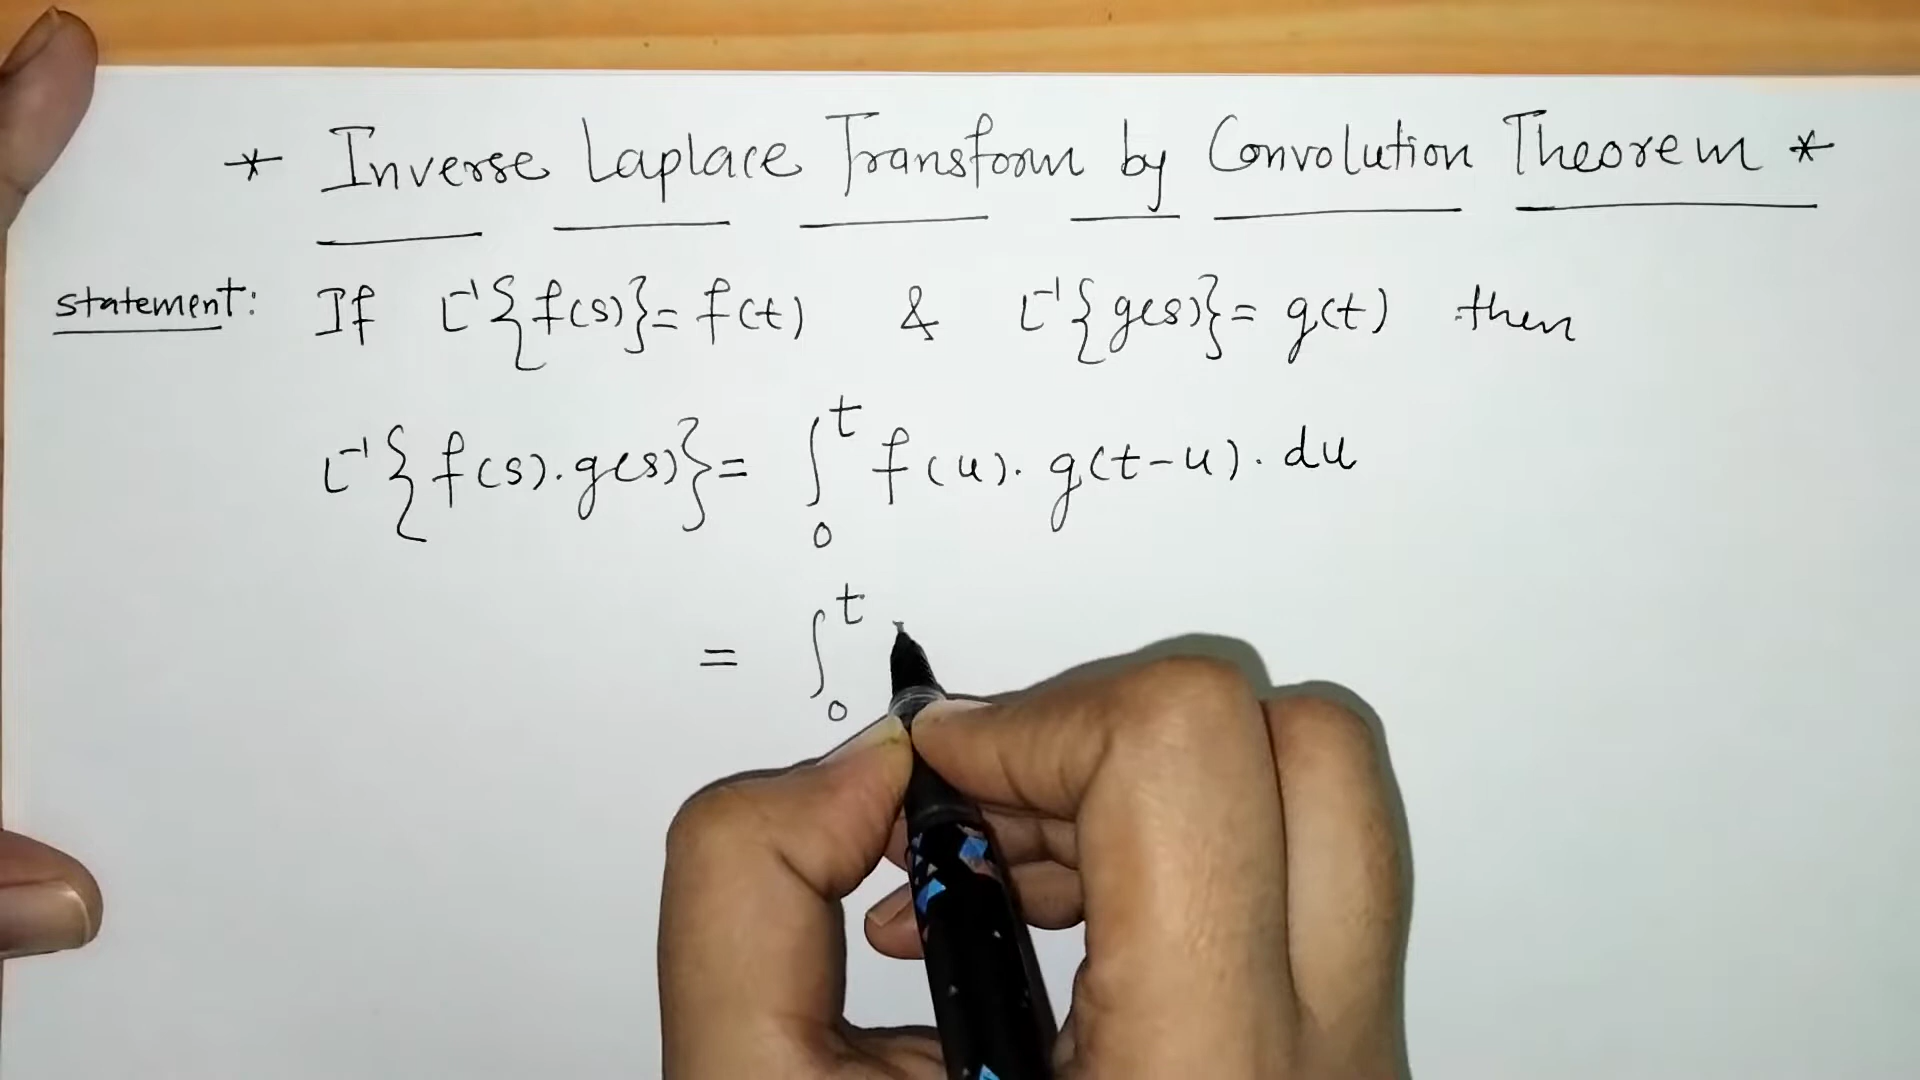 * Inverse Laplace Transform by Convolution Theorem *
statement: If L⁻¹{f(s)}= f(t) & L⁻¹{g(s)}= g(t) then
L⁻¹{f(s).g(s)}= ∫₀ᵗ f(u). g(t-u). du
= ∫₀ᵗ